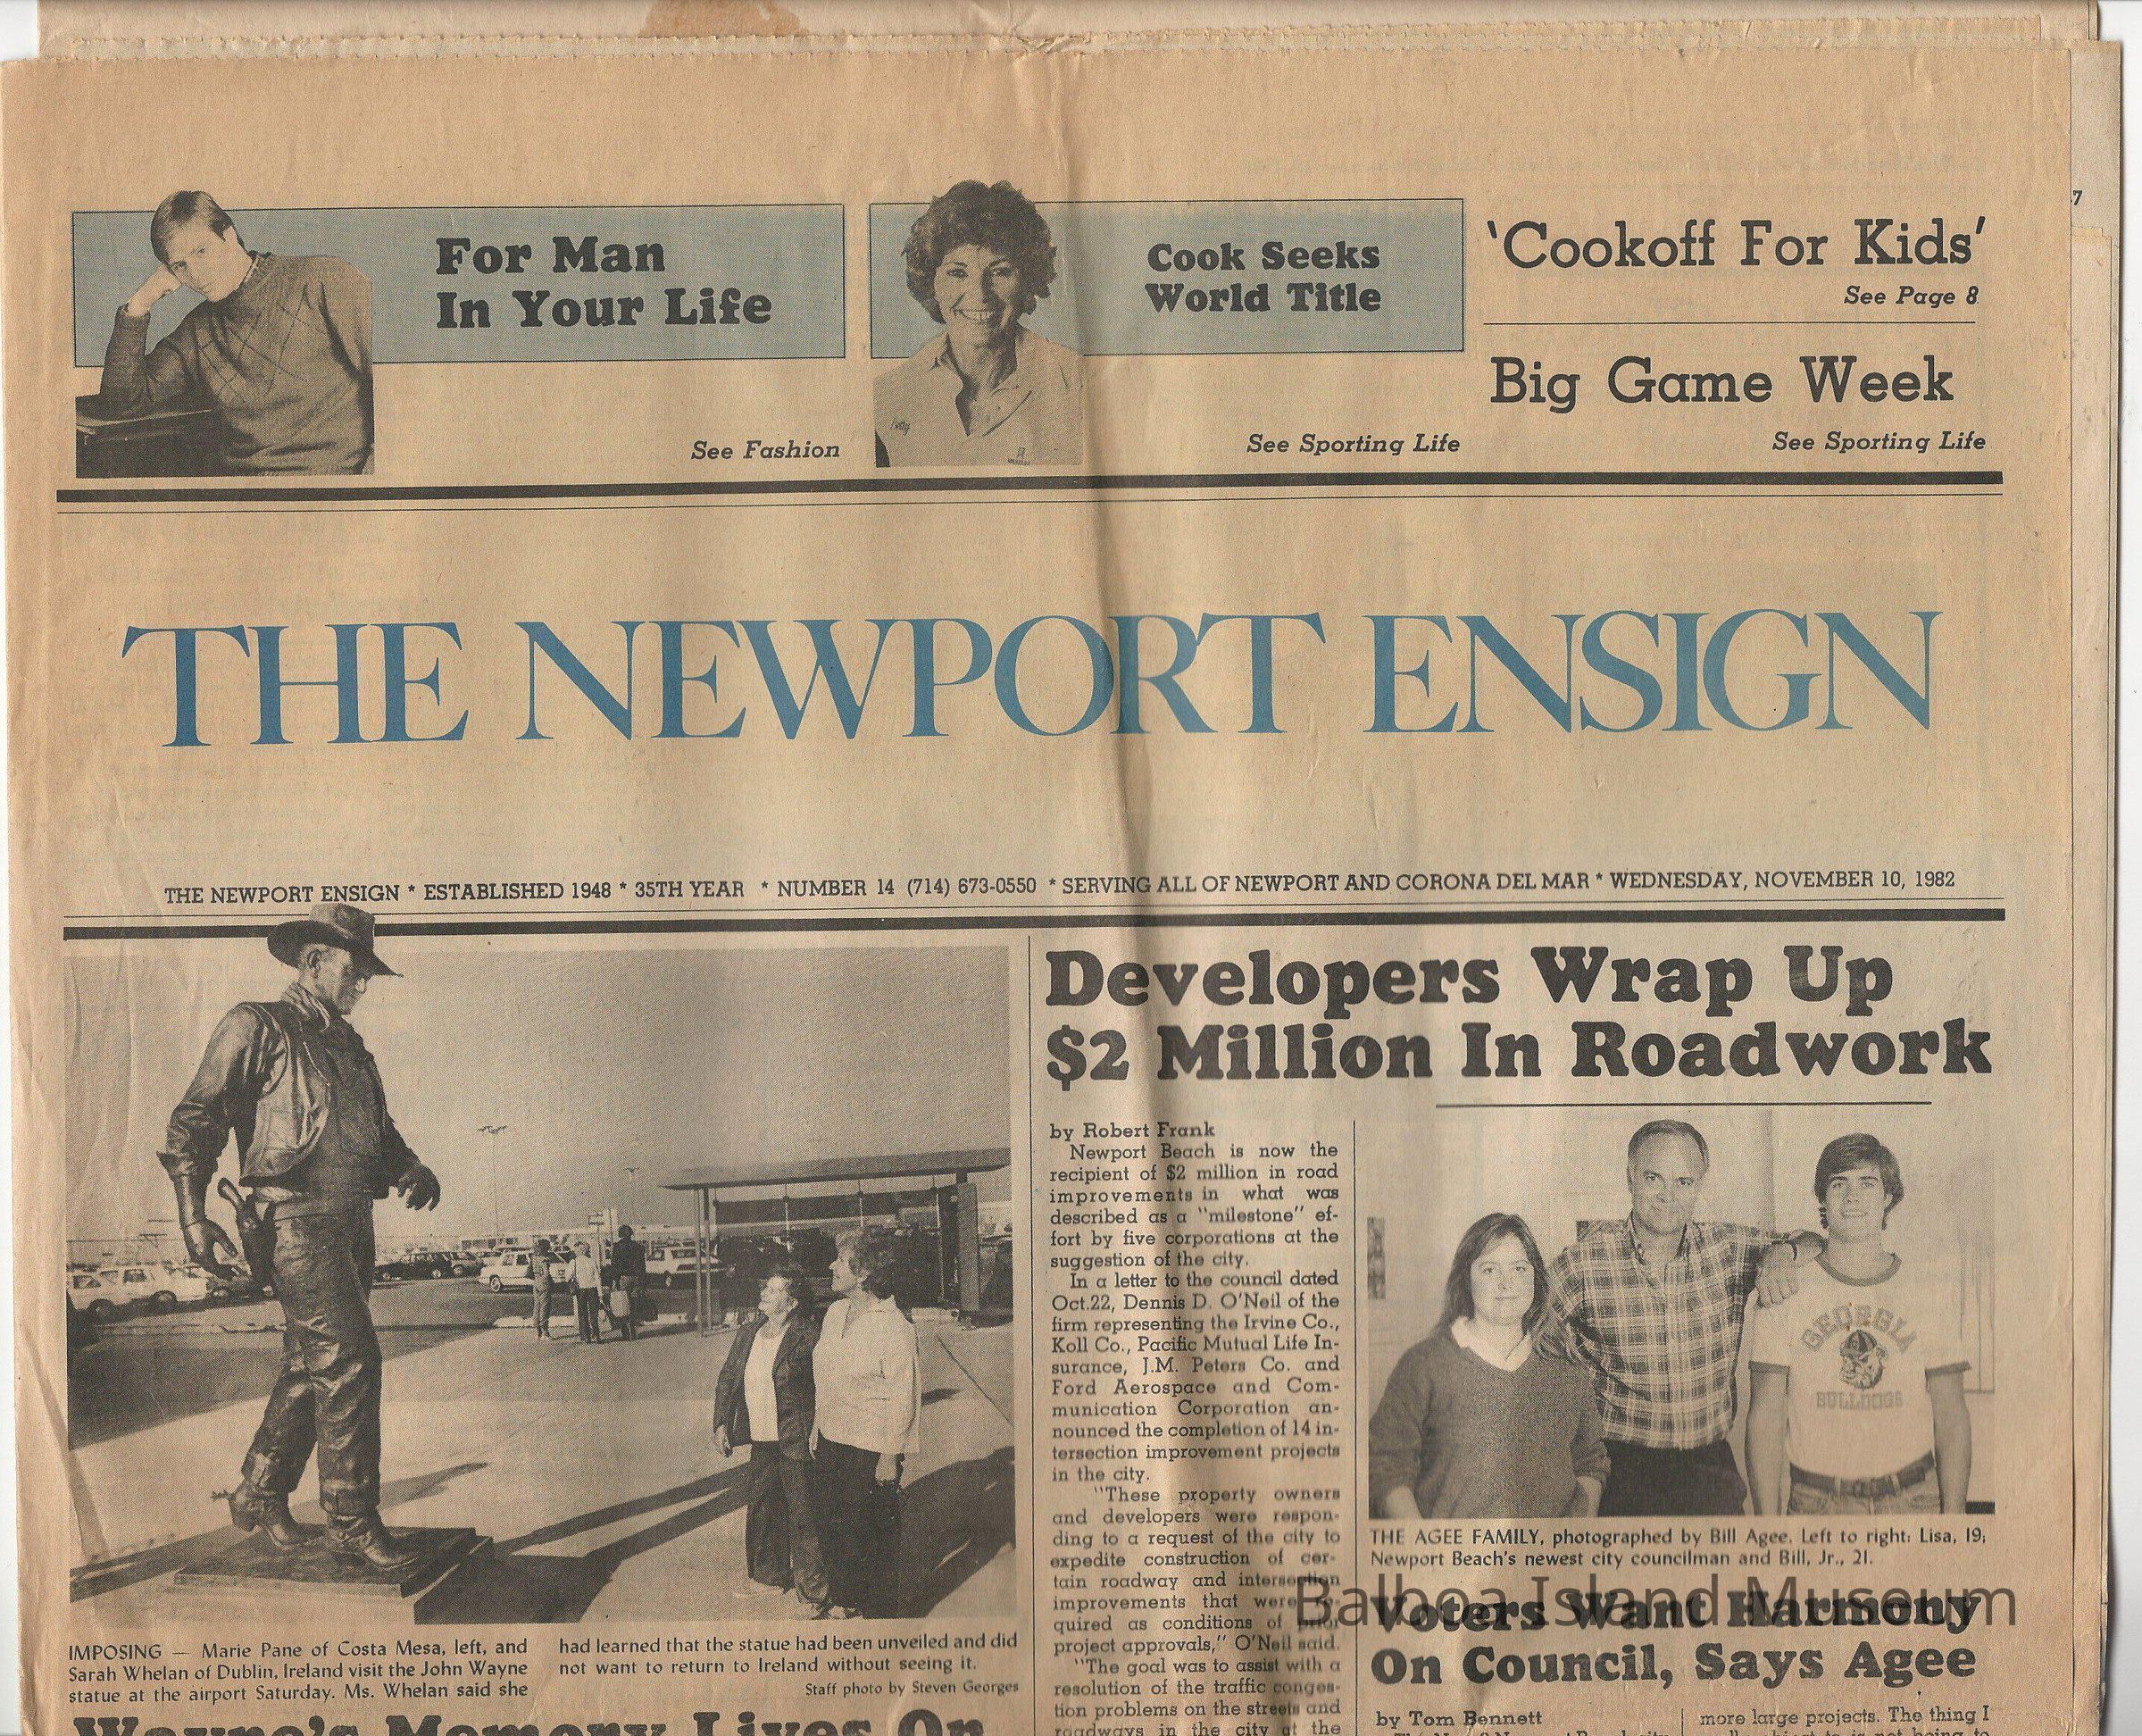 7
For Man
In Your Life
See Fashion
Cook Seeks
World Title
See Sporting Life
'Cookoff For Kids'
See Page 8
Big Game Week
See Sporting Life
THE NEWPORT ENSIGN
THE NEWPORT ENSIGN * ESTABLISHED 1948 * 35TH YEAR * NUMBER 14 (714) 673-0550 * SERVING ALL OF NEWPORT AND CORONA DEL MAR * WEDNESDAY, NOVEMBER 10, 1982
IMPOSING — Marie Pane of Costa Mesa, left, and
Sarah Whelan of Dublin, Ireland visit the John Wayne
statue at the airport Saturday. Ms. Whelan said she
had learned that the statue had been unveiled and did
not want to return to Ireland without seeing it.
Staff photo by Steven Georges
Wayne's Memory Lives On
Developers Wrap Up
$2 Million In Roadwork
by Robert Frank
Newport Beach is now the
recipient of $2 million in road
improvements in what was
described as a "milestone" ef-
fort by five corporations at the
suggestion of the city.
In a letter to the council dated
Oct.22, Dennis D. O'Neil of the
firm representing the Irvine Co.,
Koll Co., Pacific Mutual Life In-
surance, J.M. Peters Co. and
Ford Aerospace and Com-
munication Corporation an-
nounced the completion of 14 in-
tersection improvement projects
in the city.
"These property owners
and developers were respon-
ding to a request of the city to
expedite construction of cer-
tain roadway and intersection
improvements that were re-
quired as conditions of prior
project approvals," O'Neil said.
"The goal was to assist with a
resolution of the traffic conges-
tion problems on the streets and
roadways in the city at the
GEORGIA
BULLDOGS
THE AGEE FAMILY, photographed by Bill Agee. Left to right: Lisa, 19;
Newport Beach's newest city councilman and Bill, Jr., 21.
Balboa Island Museum
Voters Want Harmony
On Council, Says Agee
by Tom Bennett
more large projects. The thing I